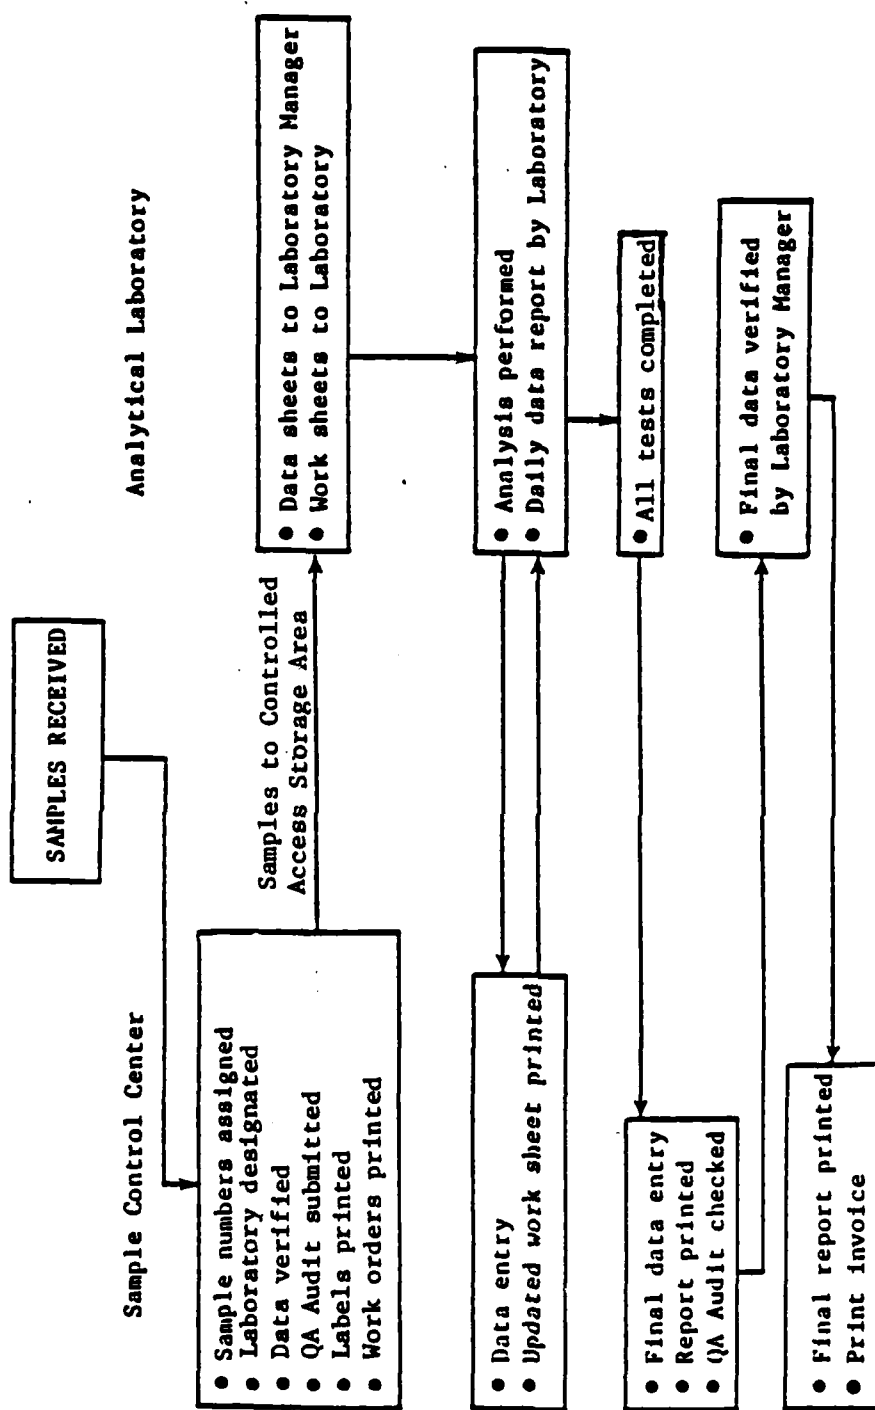 SAMPLES RECEIVED
Sample Control Center
Analytical Laboratory
● Sample numbers assigned
● Laboratory designated
● Data verified
● QA Audit submitted
● Labels printed
● Work orders printed
Samples to Controlled
Access Storage Area
● Data sheets to Laboratory Manager
● Work sheets to Laboratory
● Analysis performed
● Daily data report by Laboratory
● Data entry
● Updated work sheet printed
● All tests completed
● Final data entry
● Report printed
● QA Audit checked
● Final data verified
by Laboratory Manager
● Final report printed
● Print invoice